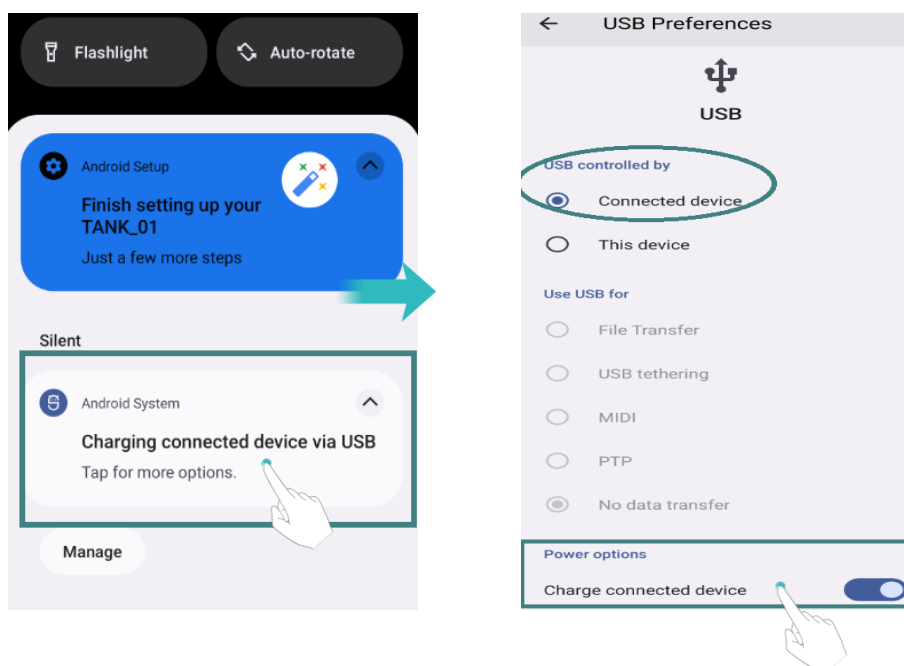 Flashlight
Auto-rotate
Android Setup
Finish setting up your
TANK_01
Just a few more steps
Silent
Android System
Charging connected device via USB
Tap for more options.
Manage
USB Preferences
USB
USB controlled by
Connected device
This device
Use USB for
File Transfer
USB tethering
MIDI
PTP
No data transfer
Power options
Charge connected device